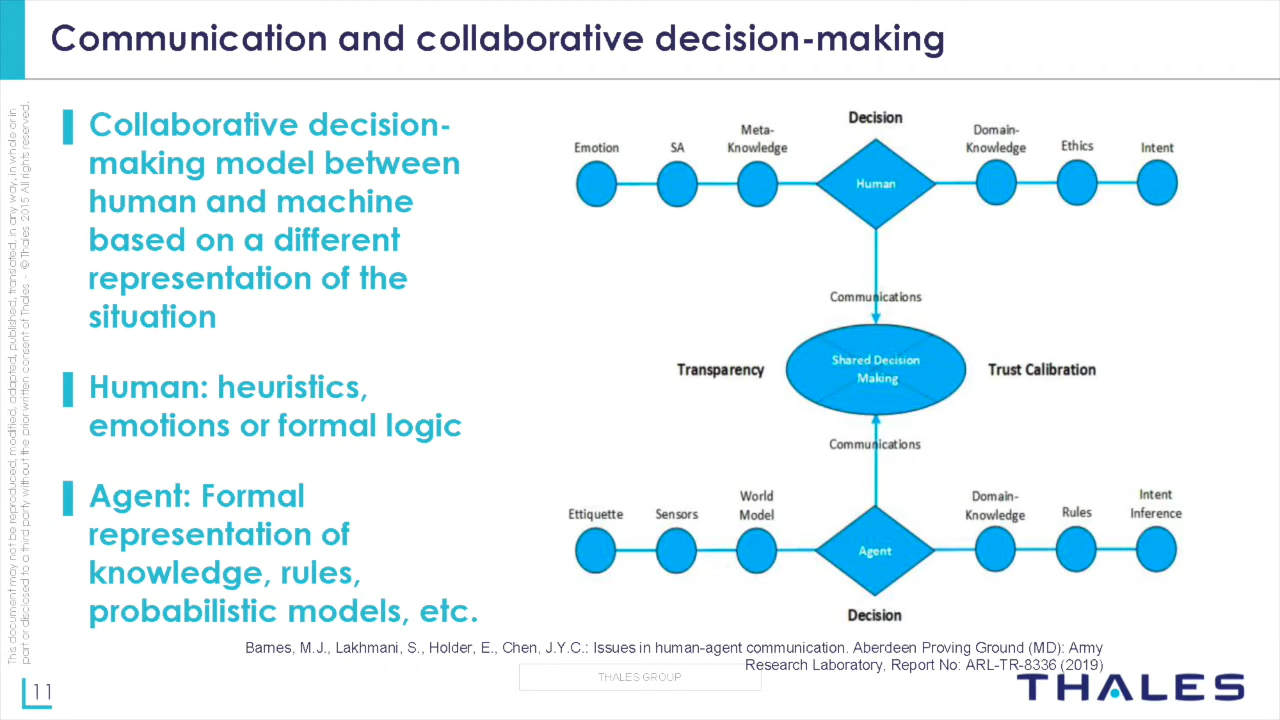 Communication and collaborative decision-making
Collaborative decision-
making model between
human and machine
based on a different
representation of the
situation
Human: heuristics,
emotions or formal logic
Agent: Formal
representation of
knowledge, rules,
probabilistic models, etc.
Decision
Emotion
SA
Meta-
Knowledge
Human
Domain-
Knowledge
Ethics
Intent
Communications
Transparency
Shared Decision
Making
Trust Calibration
Communications
Ettiquette
Sensors
World
Model
Agent
Domain-
Knowledge
Rules
Intent
Inference
Decision
Barnes, M.J., Lakhmani, S., Holder, E., Chen, J.Y.C.: Issues in human-agent communication. Aberdeen Proving Ground (MD): Army
Research Laboratory, Report No: ARL-TR-8336 (2019)
THALES GROUP
THALES
11
This document may not be reproduced, modified, adapted, published, translated, in any way, in whole or in
part or disclosed to a third party without the prior written consent of Thales - © Thales 2015 All rights reserved.